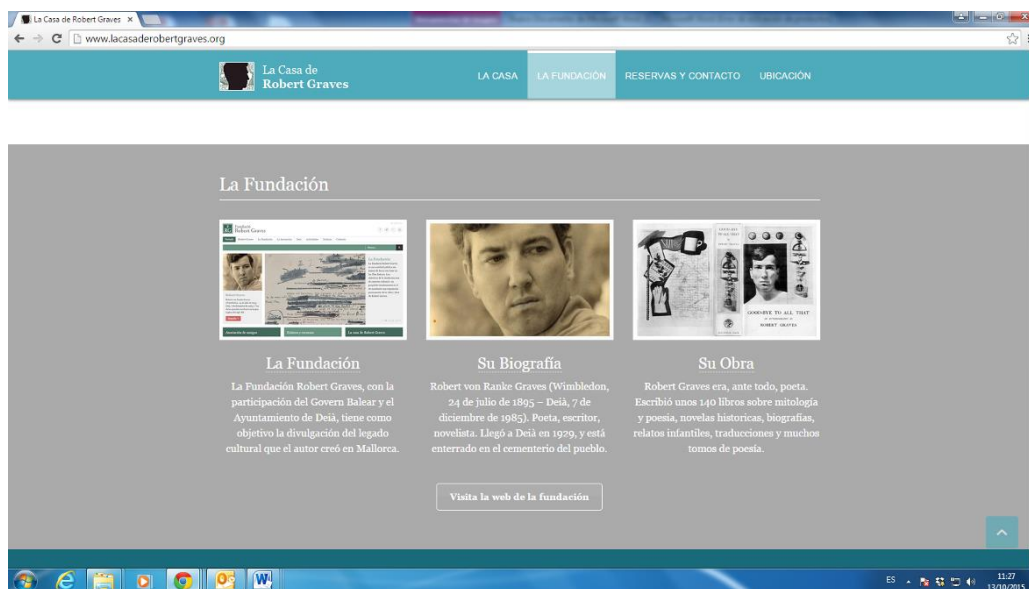 La Casa de Robert Graves
www.lacasaderobertgraves.org
La Casa de
Robert Graves
LA CASA
LA FUNDACIÓN
RESERVAS Y CONTACTO
UBICACIÓN
La Fundación
Robert Graves
GOOD-BYE TO ALL THAT
ROBERT GRAVES
La Fundación
La Fundación Robert Graves, con la
participación del Govern Balear y el
Ayuntamiento de Deià, tiene como
objetivo la divulgación del legado
cultural que el autor creó en Mallorca.
Su Biografía
Robert von Ranke Graves (Wimbledon,
24 de julio de 1895 – Deià, 7 de
diciembre de 1985). Poeta, escritor,
novelista. Llegó a Deià en 1929, y está
enterrado en el cementerio del pueblo.
Su Obra
Robert Graves era, ante todo, poeta.
Escribió unos 140 libros sobre mitología
y poesía, novelas historicas, biografías,
relatos infantiles, traducciones y muchos
tomos de poesía.
Visita la web de la fundación
ES
11:27
13/10/2015